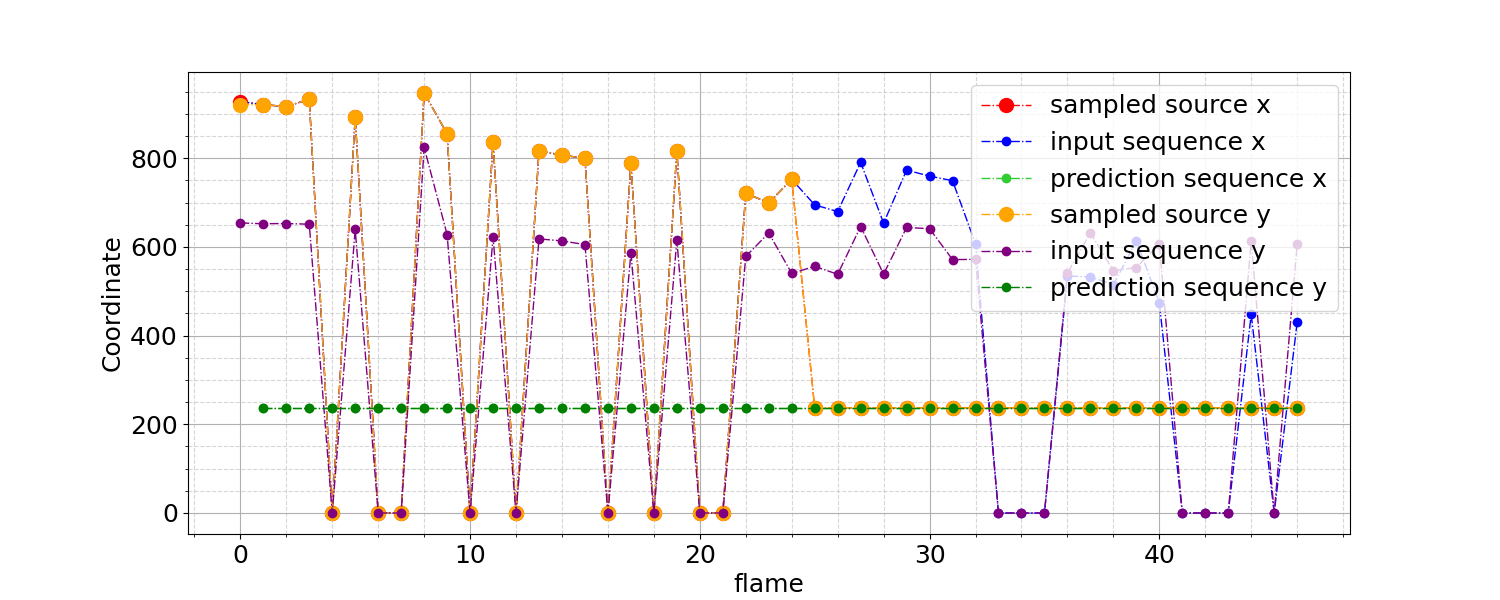 sampled source x
input sequence x
prediction sequence x
sampled source y
input sequence y
prediction sequence y
Coordinate
800
600
400
200
0
0 10 20 30 40
flame